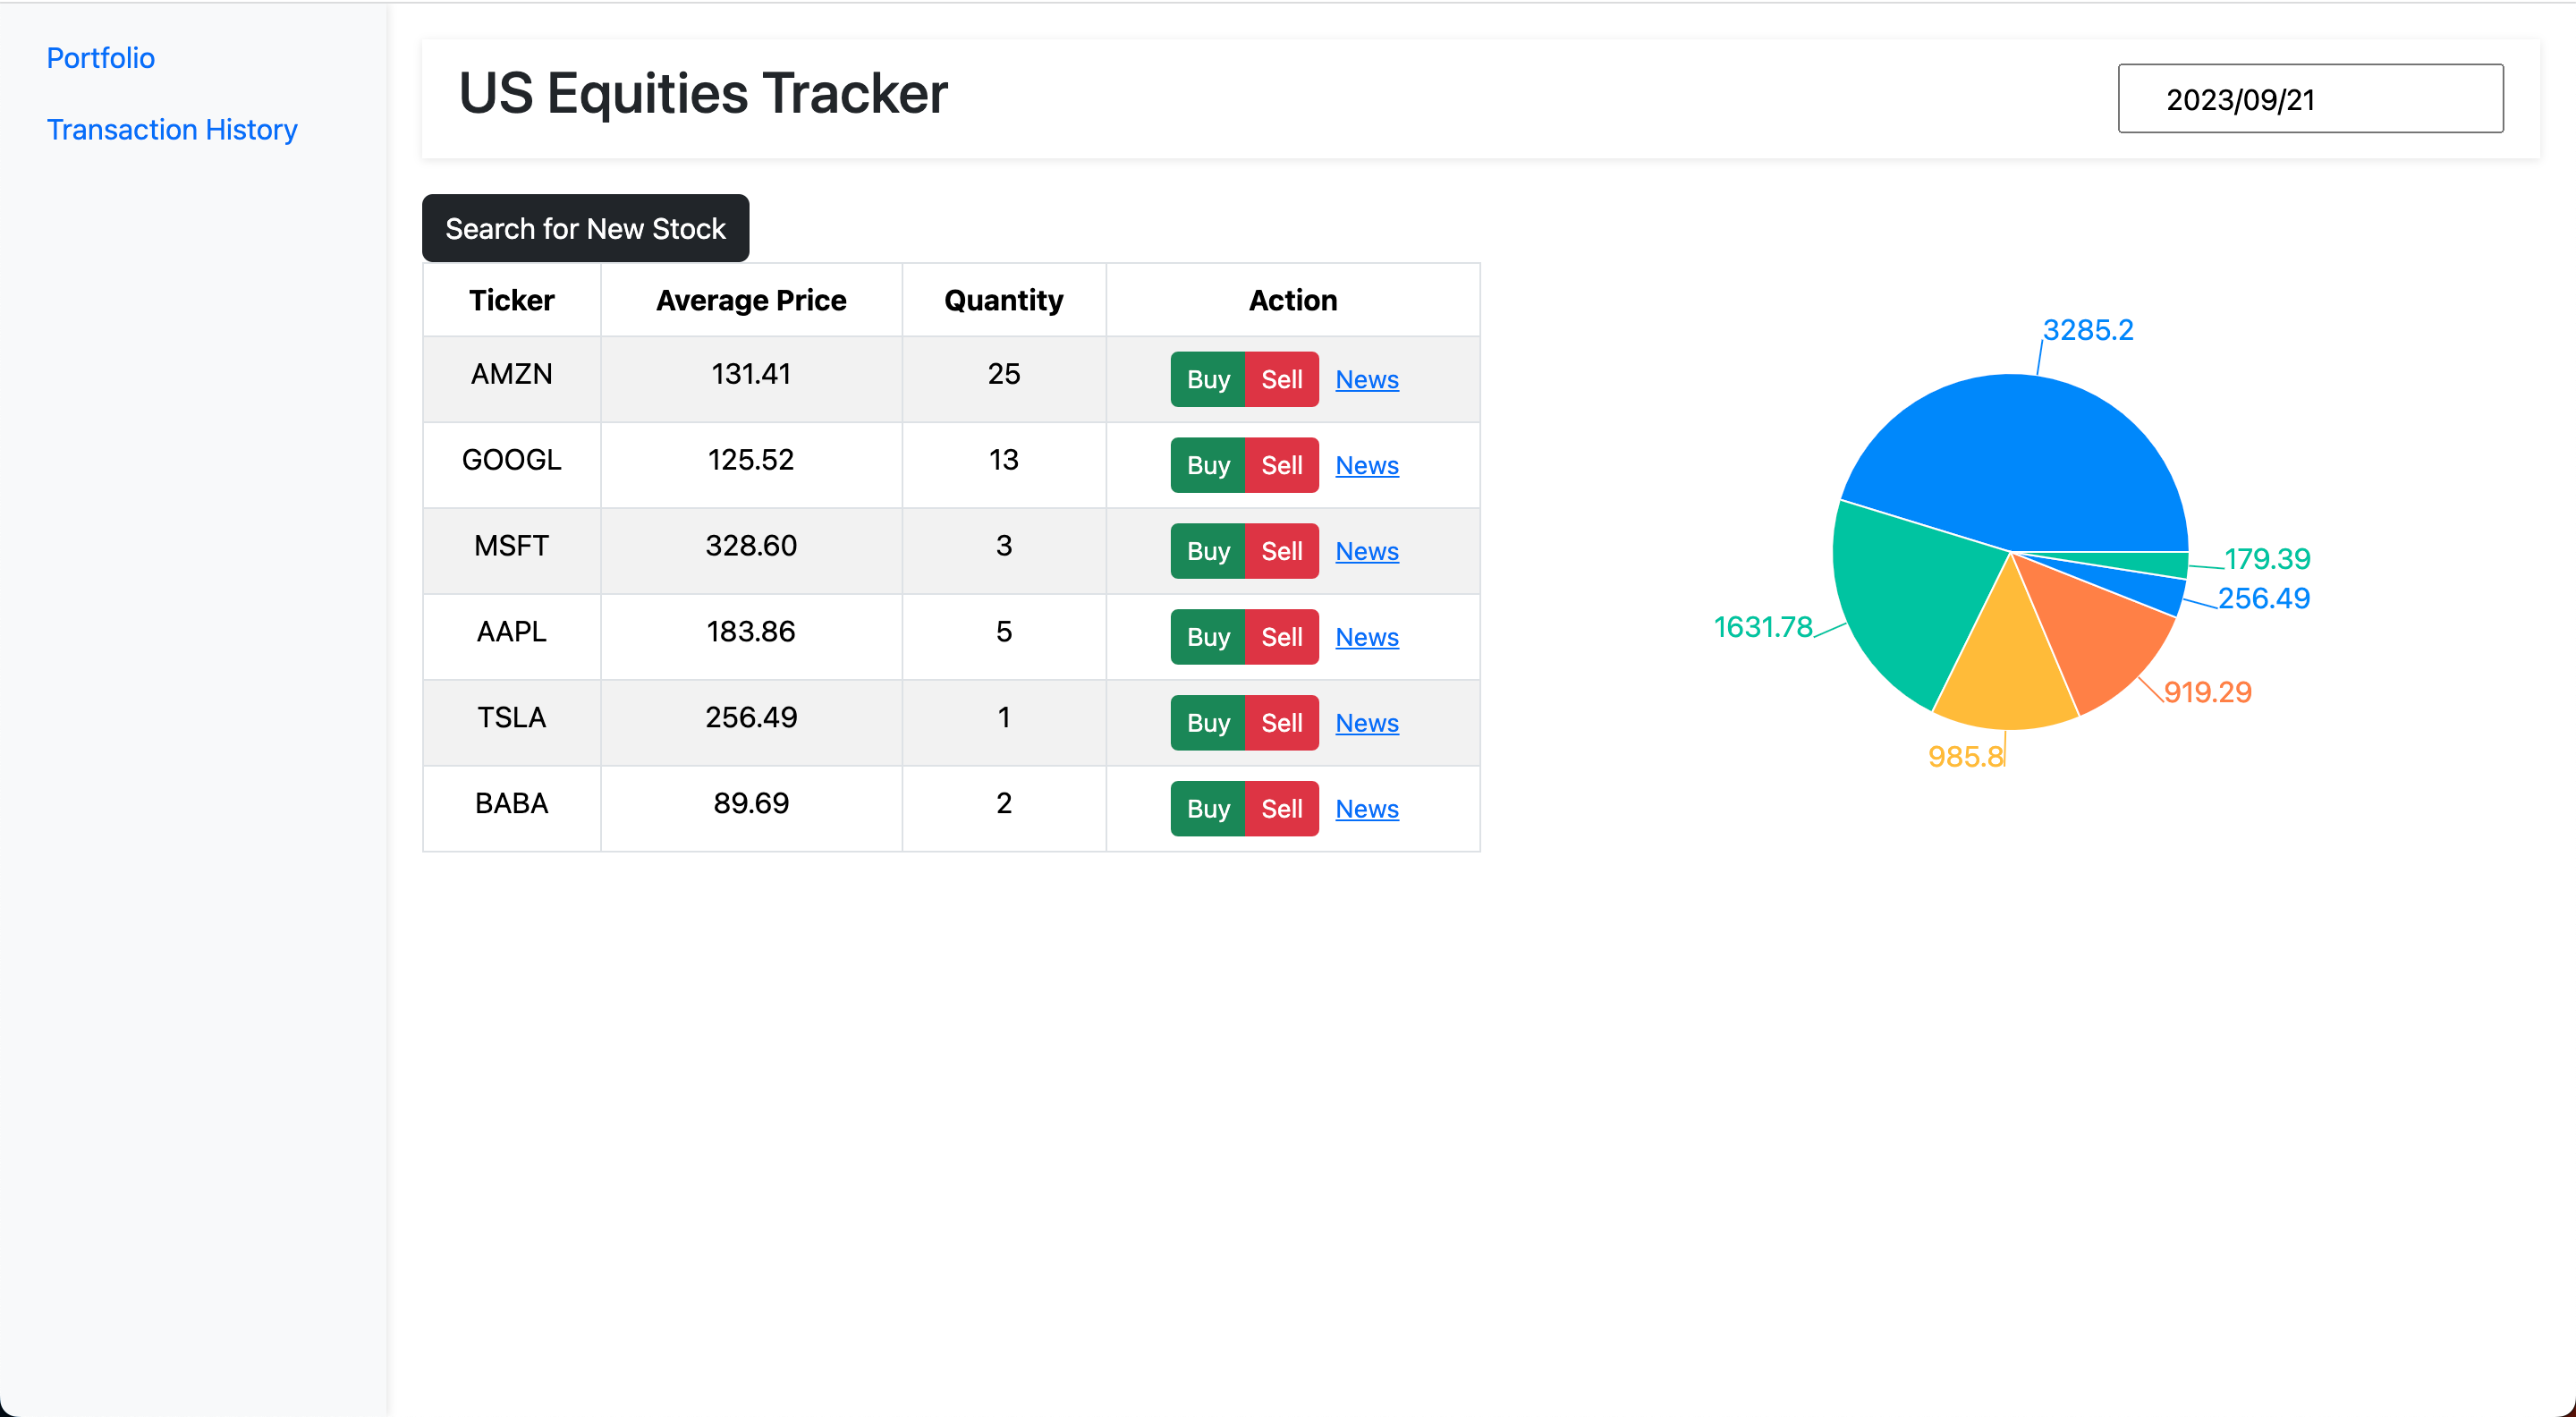 Portfolio
Transaction History
US Equities Tracker
2023/09/21
Search for New Stock
Ticker Average Price Quantity Action
AMZN 131.41 25 Buy Sell News
GOOGL 125.52 13 Buy Sell News
MSFT 328.60 3 Buy Sell News
AAPL 183.86 5 Buy Sell News
TSLA 256.49 1 Buy Sell News
BABA 89.69 2 Buy Sell News
3285.2
179.39
256.49
1631.78
919.29
985.8